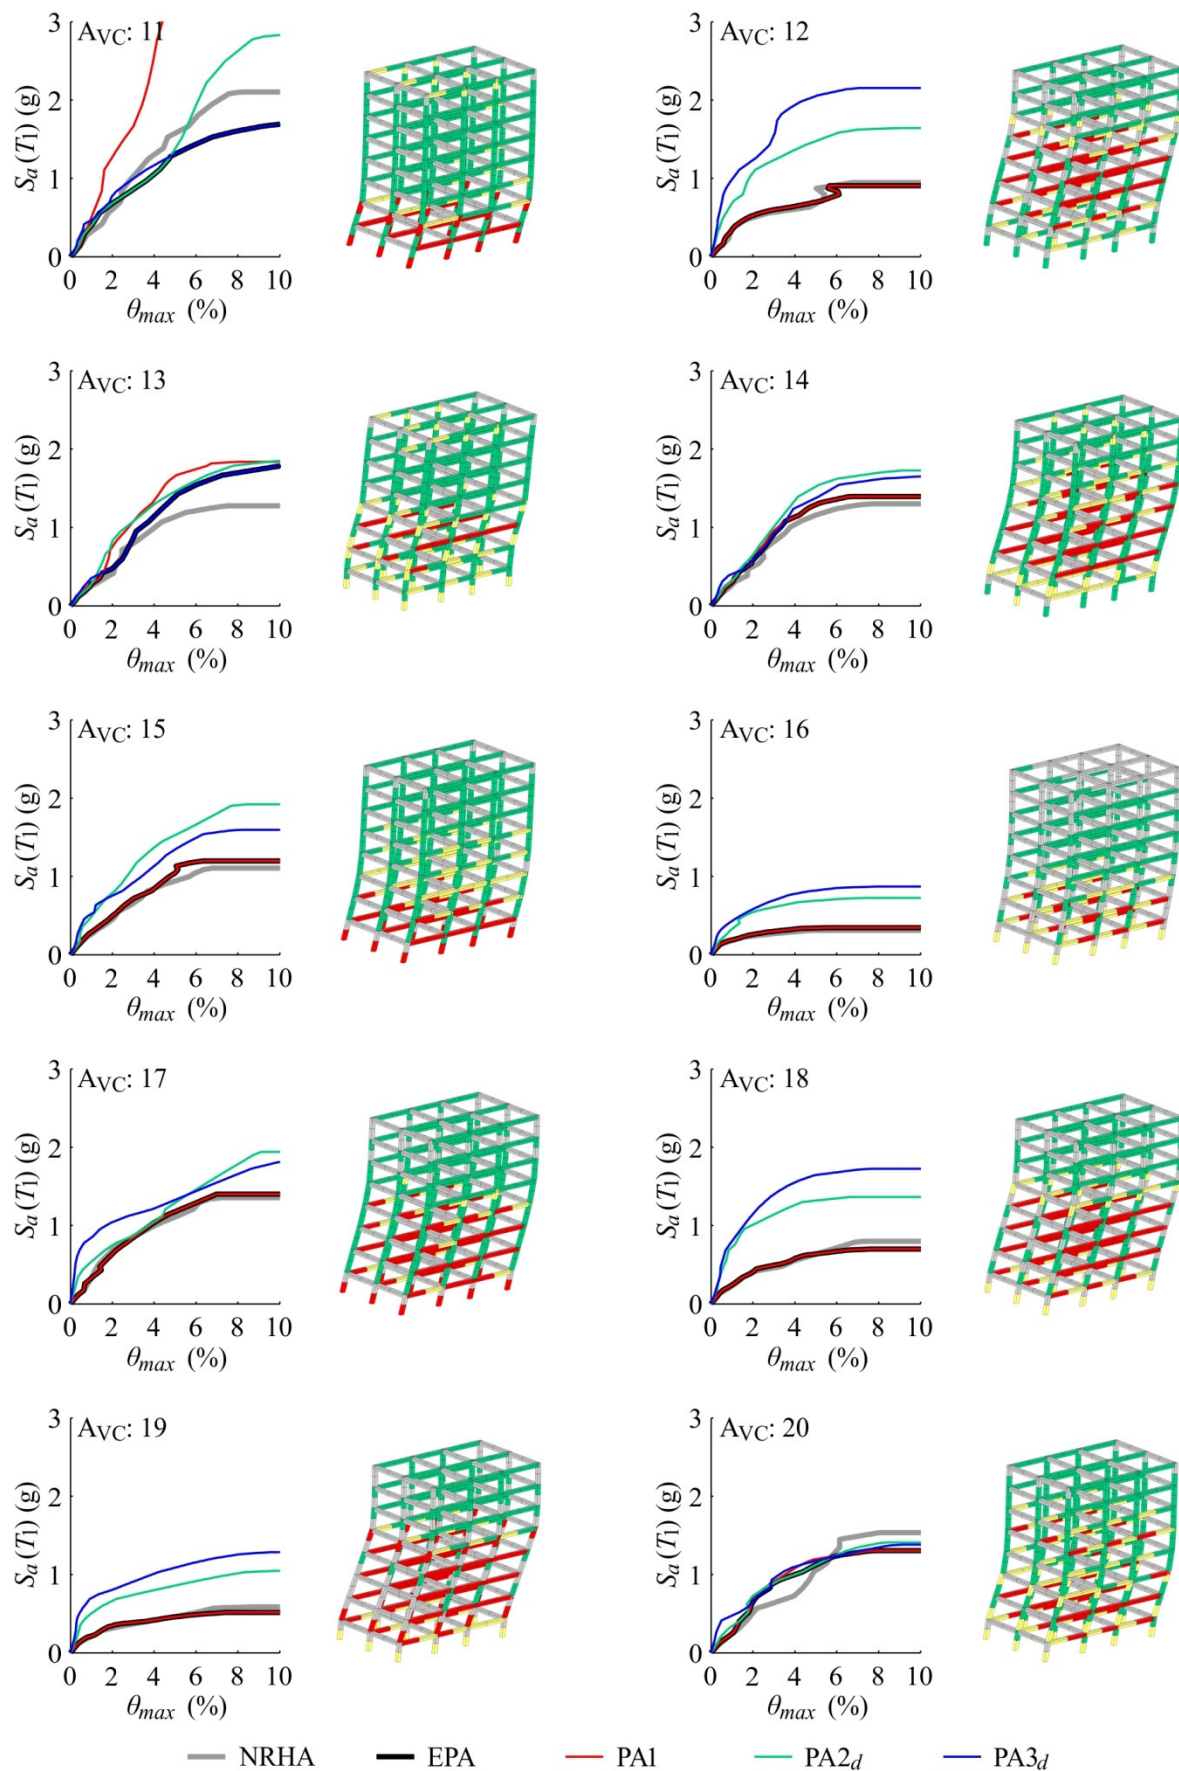 AVC: 11
3
2
1
0
Sa(T1) (g)
0 2 4 6 8 10
θmax (%)
AVC: 12
3
2
1
0
Sa(T1) (g)
0 2 4 6 8 10
θmax (%)
AVC: 13
3
2
1
0
Sa(T1) (g)
0 2 4 6 8 10
θmax (%)
AVC: 14
3
2
1
0
Sa(T1) (g)
0 2 4 6 8 10
θmax (%)
AVC: 15
3
2
1
0
Sa(T1) (g)
0 2 4 6 8 10
θmax (%)
AVC: 16
3
2
1
0
Sa(T1) (g)
0 2 4 6 8 10
θmax (%)
AVC: 17
3
2
1
0
Sa(T1) (g)
0 2 4 6 8 10
θmax (%)
AVC: 18
3
2
1
0
Sa(T1) (g)
0 2 4 6 8 10
θmax (%)
AVC: 19
3
2
1
0
Sa(T1) (g)
0 2 4 6 8 10
θmax (%)
AVC: 20
3
2
1
0
Sa(T1) (g)
0 2 4 6 8 10
θmax (%)
NRHA EPA PA1 PA2d PA3d